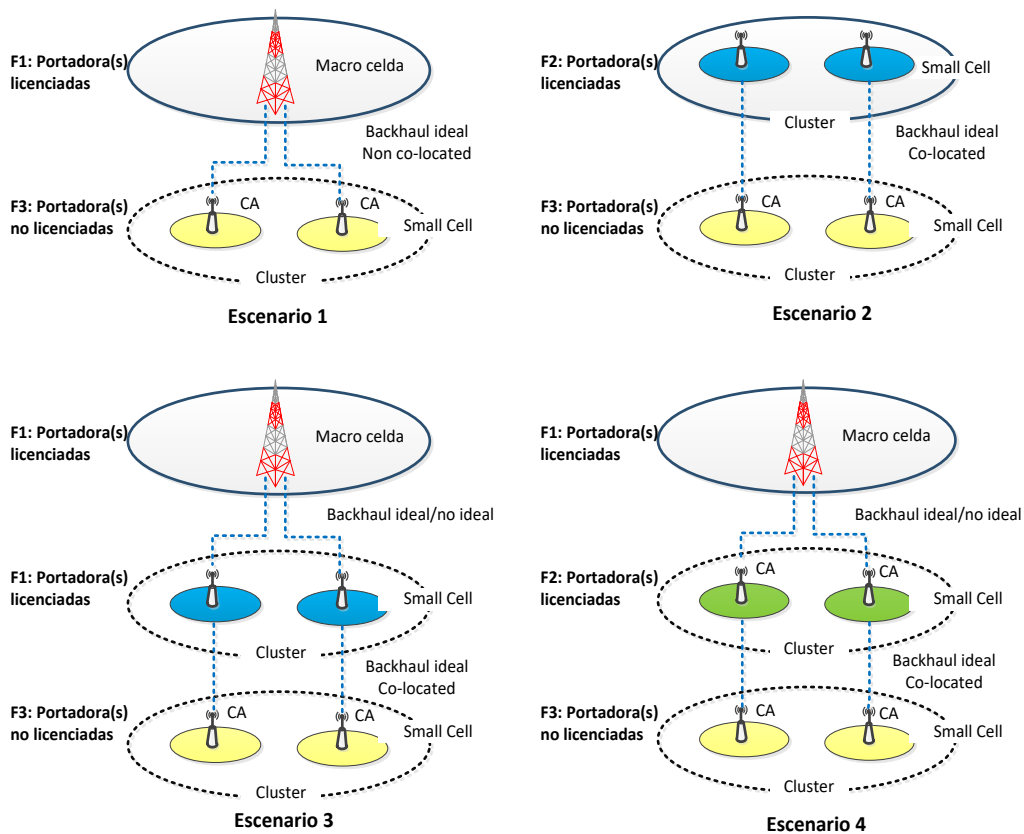 F1: Portadora(s)
licenciadas
Macro celda
Backhaul ideal
Non co-located
F3: Portadora(s)
no licenciadas
CA
CA
Small Cell
Cluster
Escenario 1
F2: Portadora(s)
licenciadas
Small Cell
Cluster
Backhaul ideal
Co-located
F3: Portadora(s)
no licenciadas
CA
CA
Small Cell
Cluster
Escenario 2
F1: Portadora(s)
licenciadas
Macro celda
Backhaul ideal/no ideal
F1: Portadora(s)
licenciadas
Small Cell
Cluster
Backhaul ideal
Co-located
F3: Portadora(s)
no licenciadas
CA
CA
Small Cell
Cluster
Escenario 3
F1: Portadora(s)
licenciadas
Macro celda
Backhaul ideal/no ideal
F2: Portadora(s)
licenciadas
CA
CA
Small Cell
Cluster
Backhaul ideal
Co-located
F3: Portadora(s)
no licenciadas
CA
CA
Small Cell
Cluster
Escenario 4